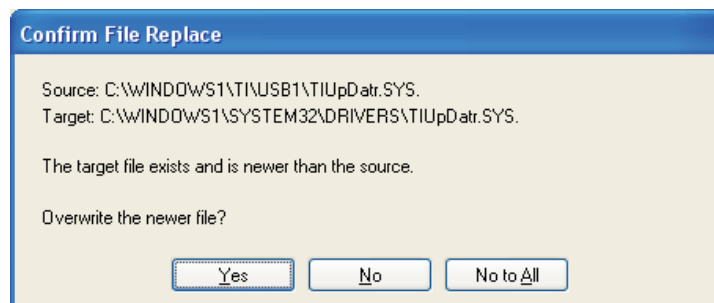 Confirm File Replace
Source: C:\WINDOWS1\TI\USB1\TIUpDatr.SYS.
Target: C:\WINDOWS1\SYSTEM32\DRIVERS\TIUpDatr.SYS.
The target file exists and is newer than the source.
Overwrite the newer file?
Yes No No to All